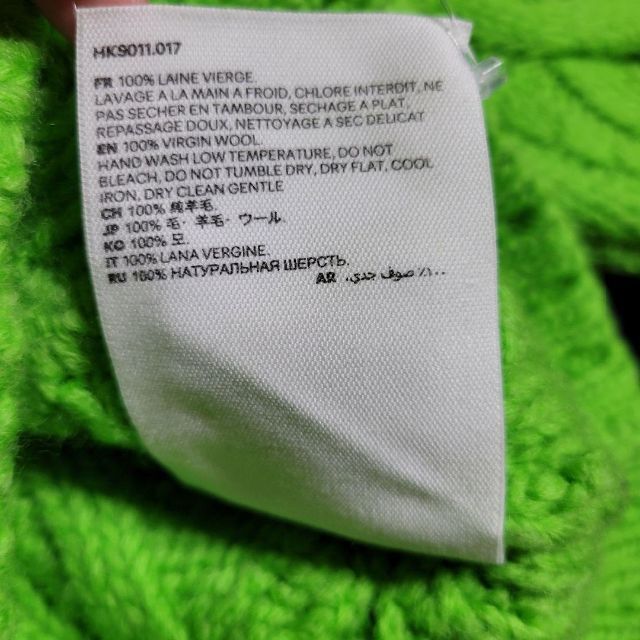 HK9011.017
FR 100% LAINE VIERGE.
LAVAGE A LA MAIN A FROID, CHLORE INTERDIT, NE
PAS SECHER EN TAMBOUR, SECHAGE A PLAT,
REPASSAGE DOUX, NETTOYAGE A SEC DELICAT
EN 100% VIRGIN WOOL.
HAND WASH LOW TEMPERATURE, DO NOT
BLEACH, DO NOT TUMBLE DRY, DRY FLAT, COOL
IRON, DRY CLEAN GENTLE
CH 100% 纯羊毛
JP 100% 毛·羊毛·ウール.
KO 100% 모.
IT 100% LANA VERGINE.
RU 100% НАТУРАЛЬНАЯ ШЕРСТЬ.
AR ١٠٠٪ صوف جدي.